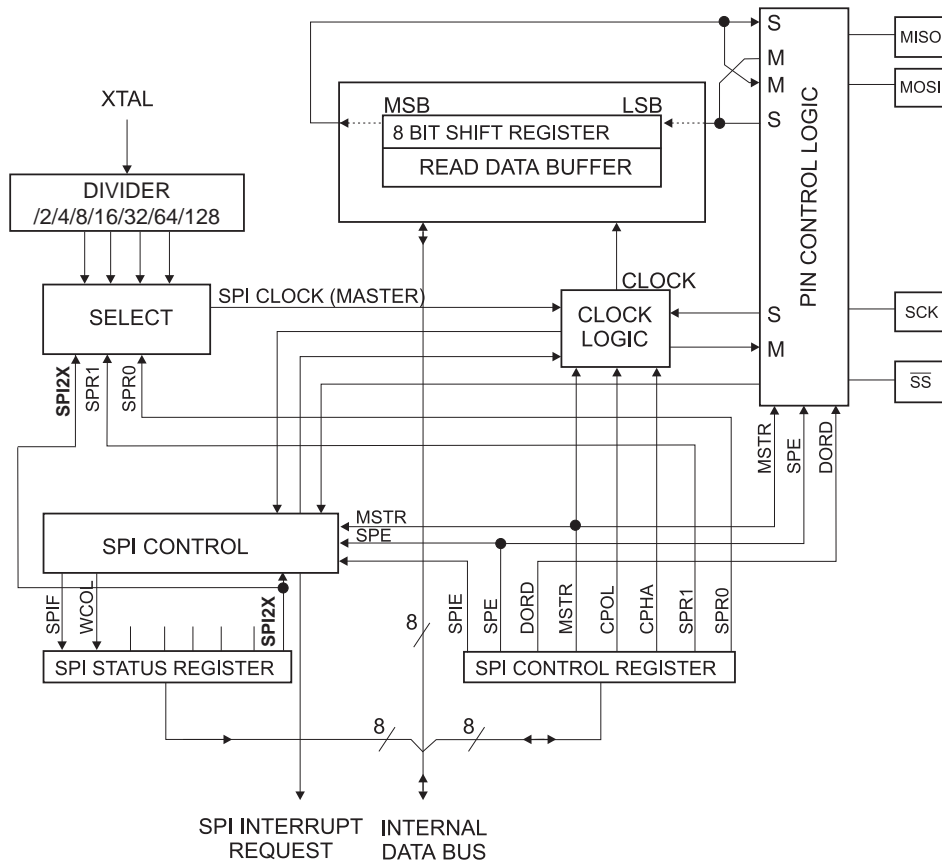 S
MISO
M
XTAL
MSB
LSB
M
MOSI
8 BIT SHIFT REGISTER
S
READ DATA BUFFER
DIVIDER
/2/4/8/16/32/64/128
PIN CONTROL LOGIC
SPI CLOCK (MASTER)
CLOCK
SELECT
CLOCK
LOGIC
S
SCK
M
SPI2X
SPR1
SPR0
SS
MSTR
SPE
DORD
MSTR
SPE
SPI CONTROL
SPIF
WCOL
SPI2X
8
SPIE
SPE
DORD
MSTR
CPOL
CPHA
SPR1
SPR0
SPI STATUS REGISTER
SPI CONTROL REGISTER
8
8
SPI INTERRUPT
REQUEST
INTERNAL
DATA BUS